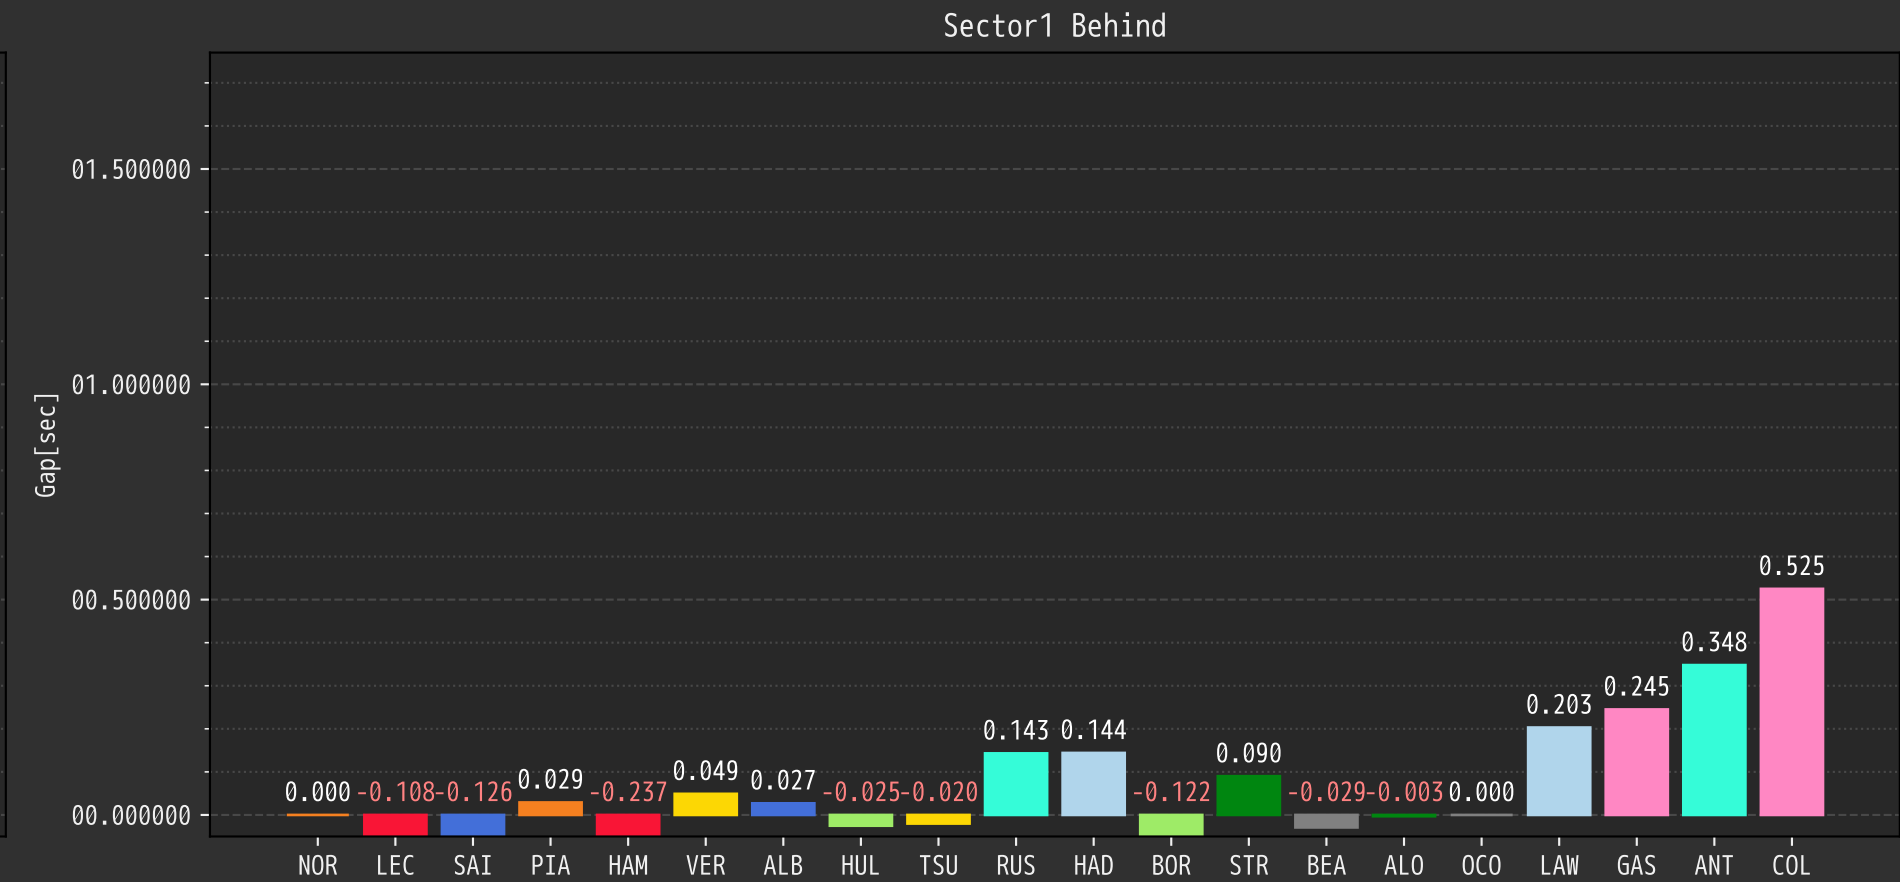 Sector1 Behind
Gap[sec]
01.500000
01.000000
00.500000
00.000000
0.000 -0.108 -0.126 0.029 -0.237 0.049 0.027 -0.025 -0.020 0.143 0.144 -0.122 0.090 -0.029 -0.003 0.000 0.203 0.245 0.348 0.525
NOR LEC SAI PIA HAM VER ALB HUL TSU RUS HAD BOR STR BEA ALO OCO LAW GAS ANT COL